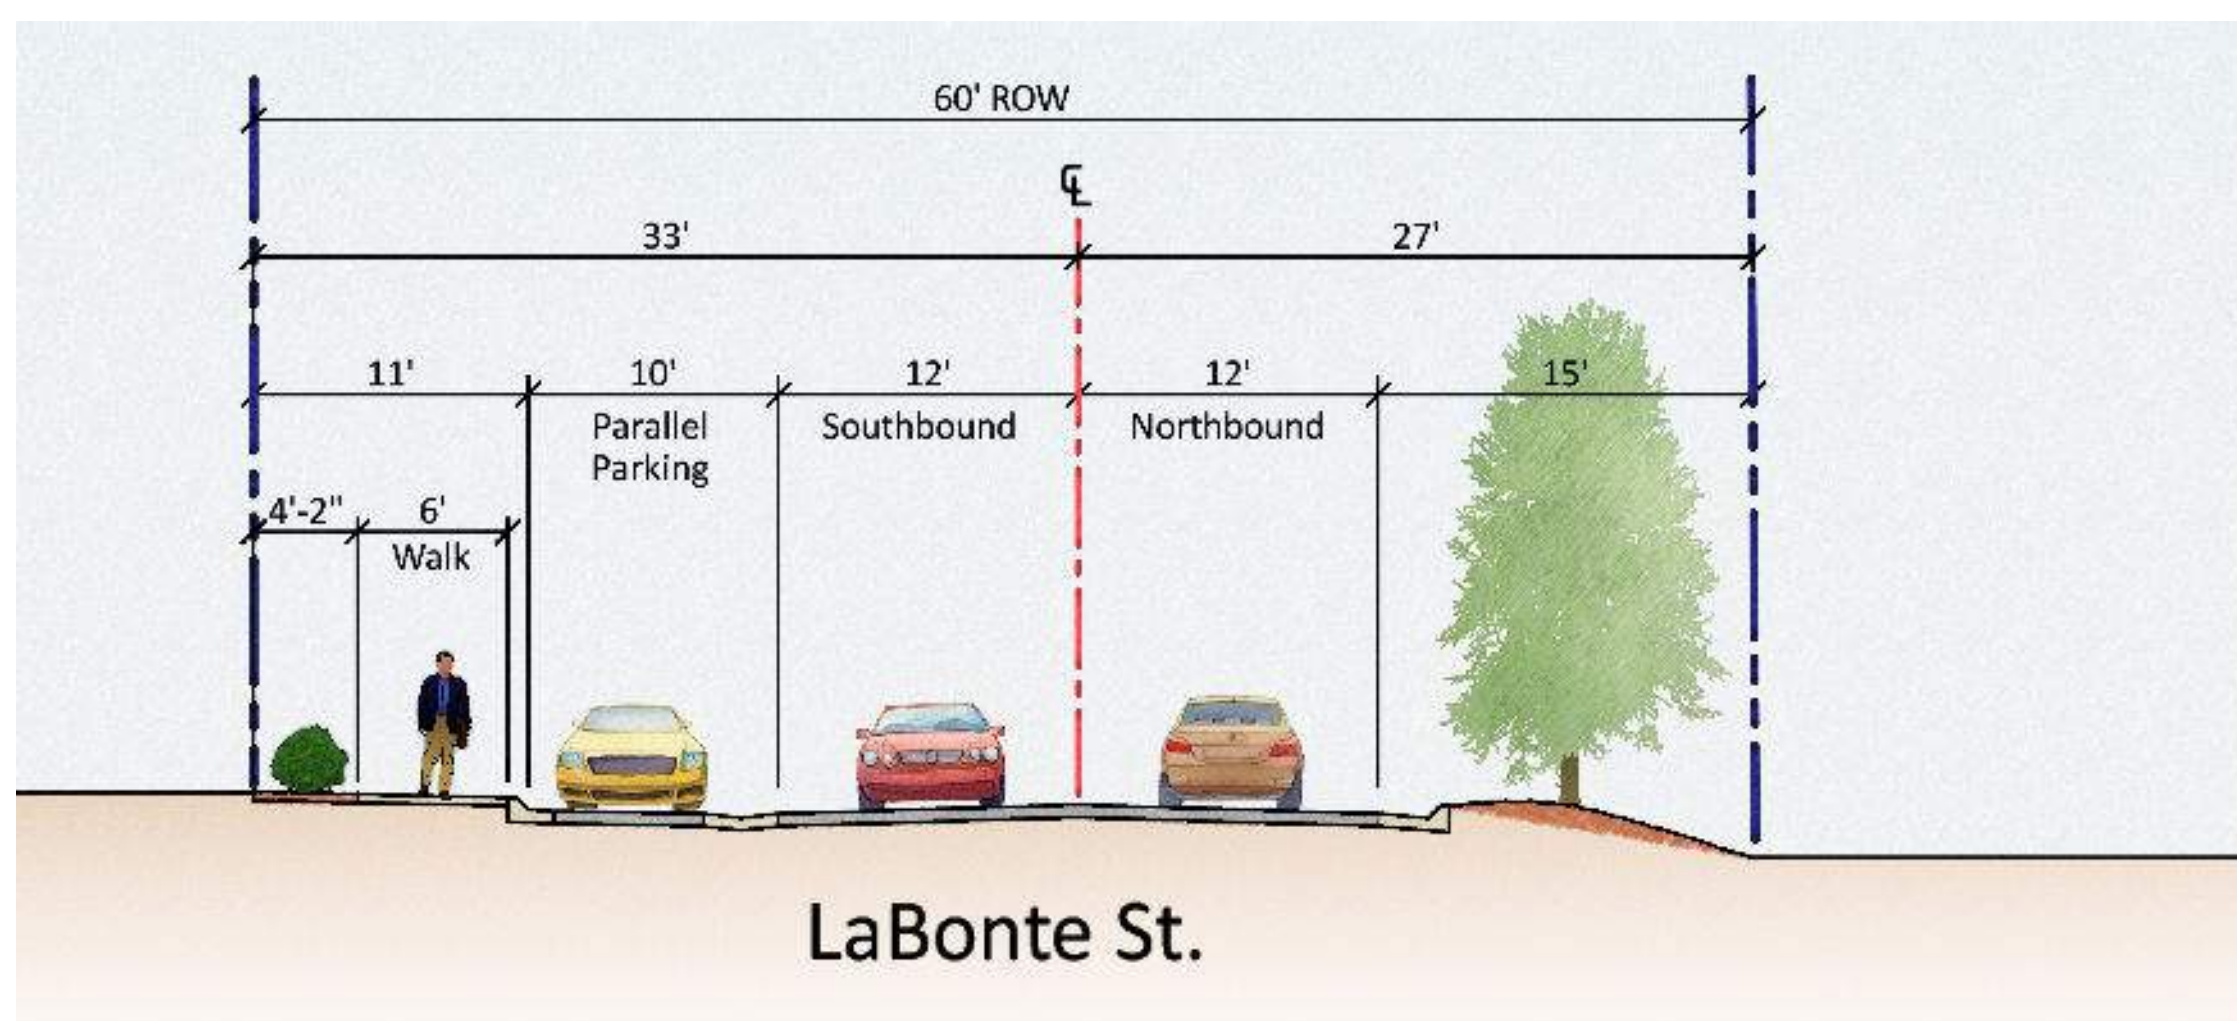 60' ROW
℄
33'
27'
11'
10'
12'
12'
15'
Parallel
Parking
Southbound
Northbound
4'-2"
6'
Walk
LaBonte St.